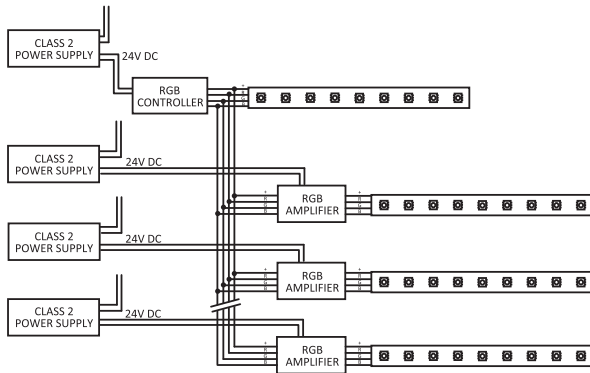 CLASS 2
POWER SUPPLY
24V DC
RGB
CONTROLLER
CLASS 2
POWER SUPPLY
24V DC
RGB
AMPLIFIER
CLASS 2
POWER SUPPLY
24V DC
RGB
AMPLIFIER
CLASS 2
POWER SUPPLY
24V DC
RGB
AMPLIFIER